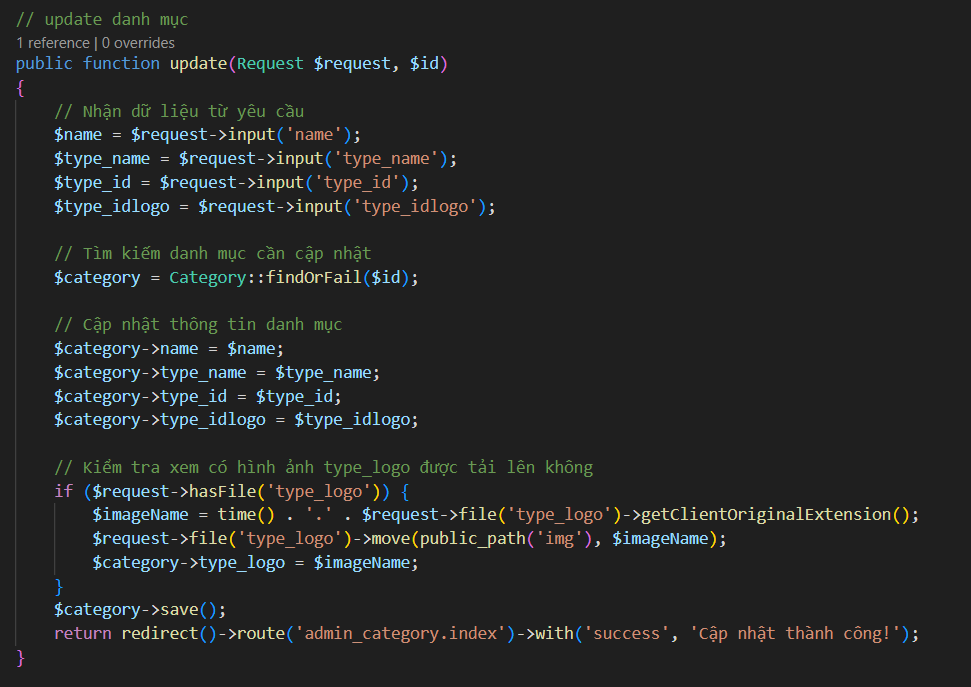 // update danh mục
1 reference | 0 overrides
public function update(Request $request, $id)
{
    // Nhận dữ liệu từ yêu cầu
    $name = $request->input('name');
    $type_name = $request->input('type_name');
    $type_id = $request->input('type_id');
    $type_idlogo = $request->input('type_idlogo');

    // Tìm kiếm danh mục cần cập nhật
    $category = Category::findOrFail($id);

    // Cập nhật thông tin danh mục
    $category->name = $name;
    $category->type_name = $type_name;
    $category->type_id = $type_id;
    $category->type_idlogo = $type_idlogo;

    // Kiểm tra xem có hình ảnh type_logo được tải lên không
    if ($request->hasFile('type_logo')) {
        $imageName = time() . '.' . $request->file('type_logo')->getClientOriginalExtension();
        $request->file('type_logo')->move(public_path('img'), $imageName);
        $category->type_logo = $imageName;
    }
    $category->save();
    return redirect()->route('admin_category.index')->with('success', 'Cập nhật thành công!');
}